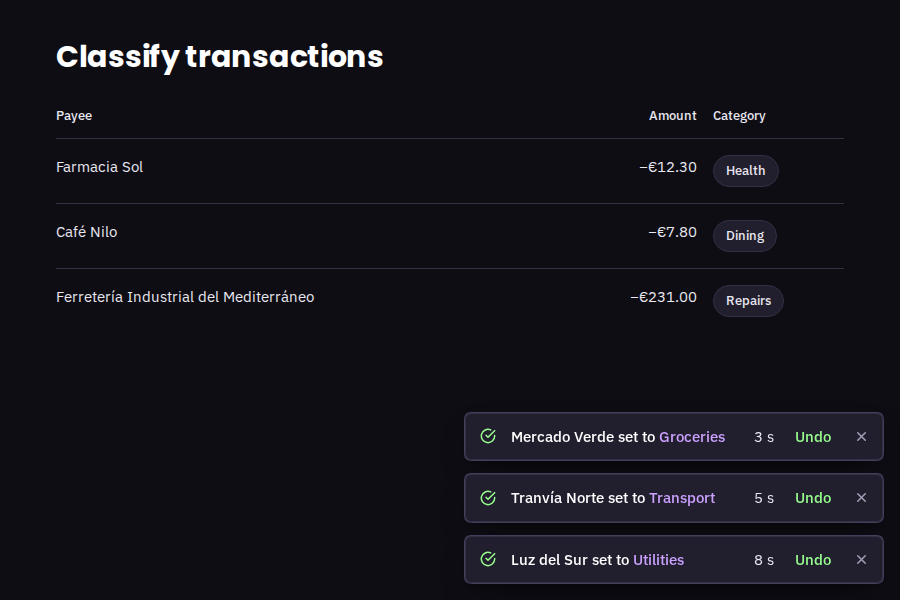 Classify transactions
Payee Amount Category
Farmacia Sol −€12.30 Health
Café Nilo −€7.80 Dining
Ferretería Industrial del Mediterráneo −€231.00 Repairs
Mercado Verde set to Groceries 3 s Undo
Tranvía Norte set to Transport 5 s Undo
Luz del Sur set to Utilities 8 s Undo